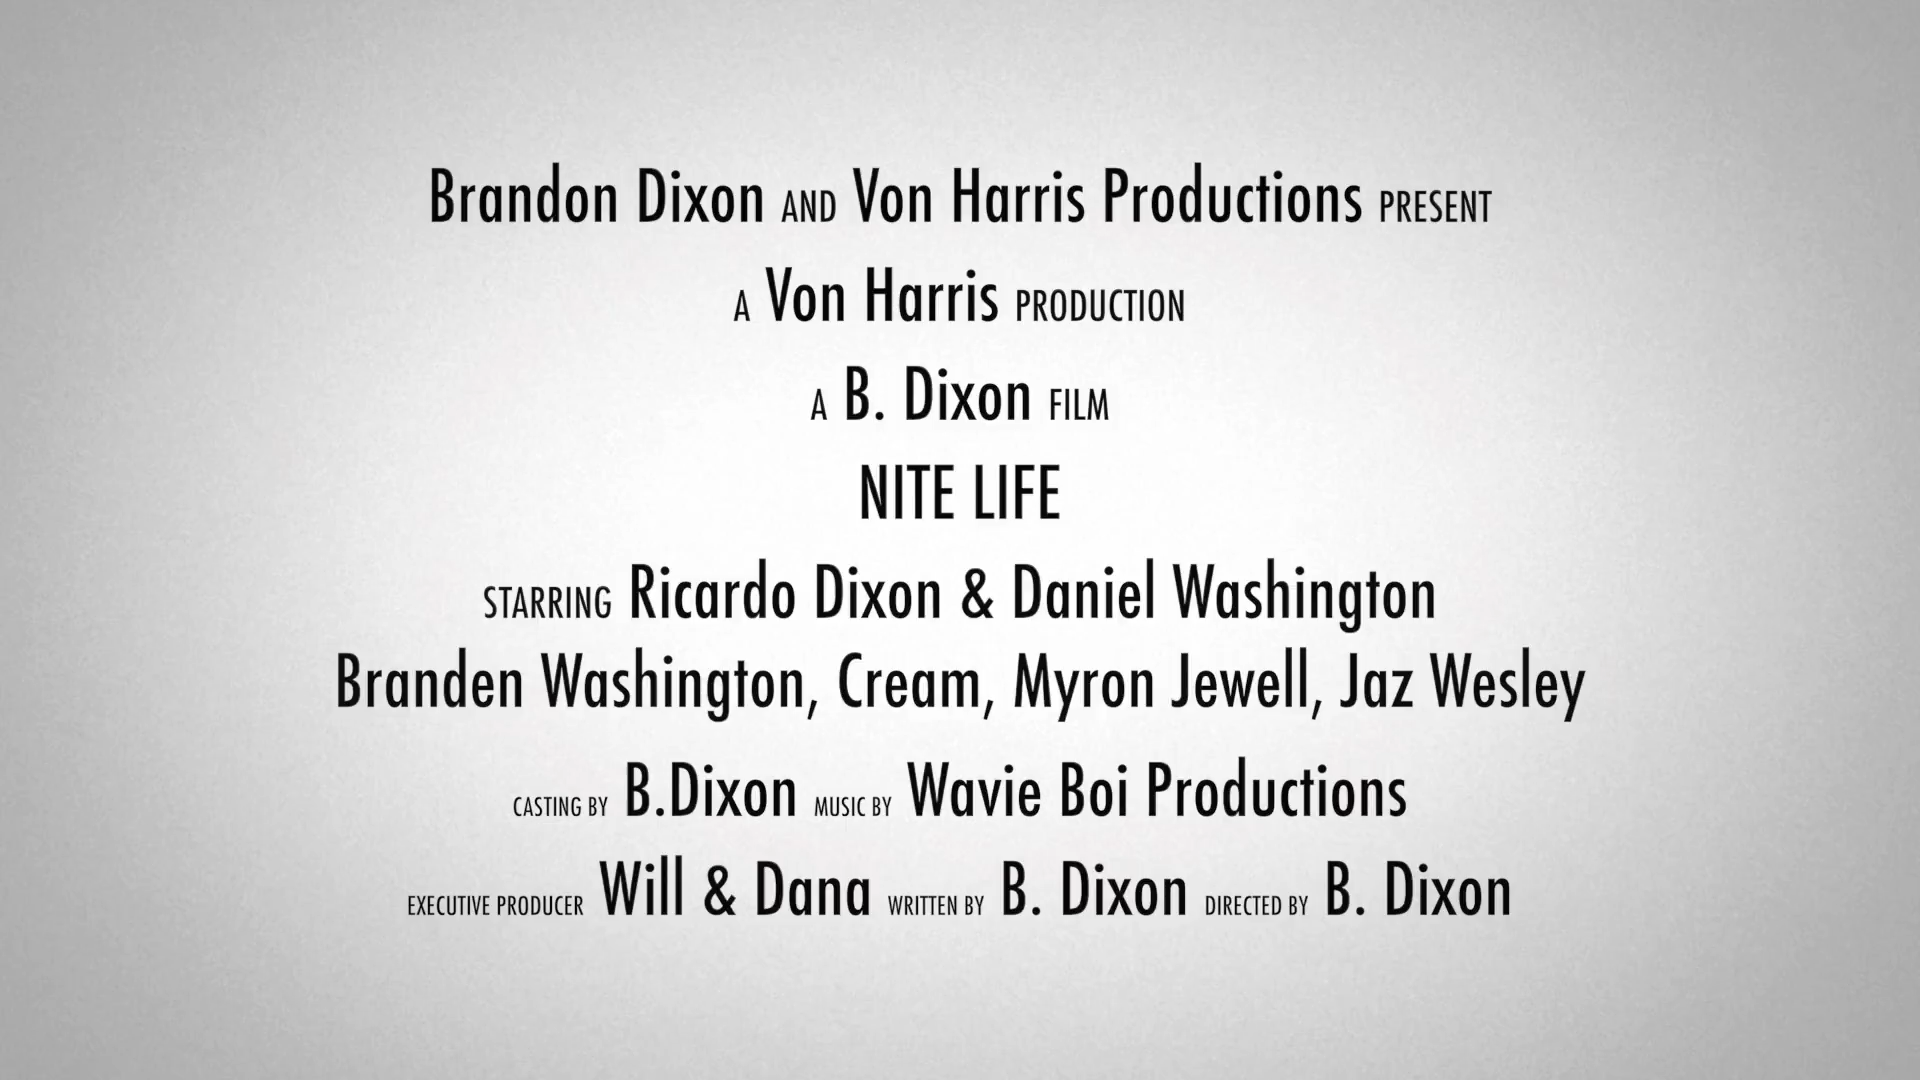 Brandon Dixon AND Von Harris Productions PRESENT
A Von Harris PRODUCTION
A B. Dixon FILM
NITE LIFE
STARRING Ricardo Dixon & Daniel Washington
Branden Washington, Cream, Myron Jewell, Jaz Wesley
CASTING BY B.Dixon MUSIC BY Wavie Boi Productions
EXECUTIVE PRODUCER Will & Dana WRITTEN BY B. Dixon DIRECTED BY B. Dixon